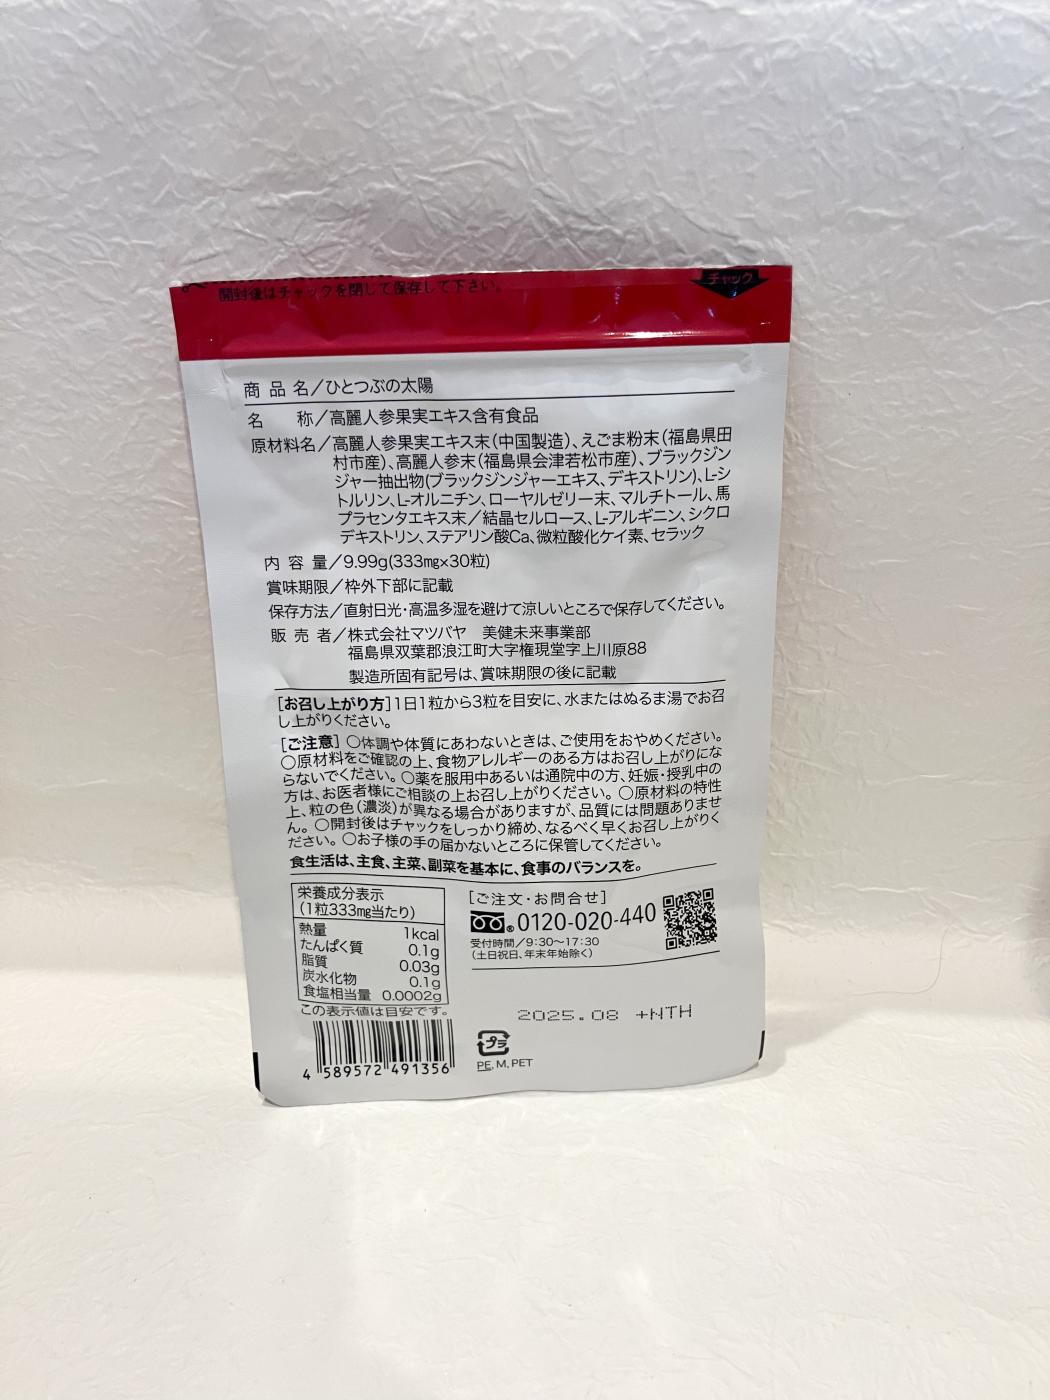 開封後はチャックを閉じて保存して下さい。
チャック
商品名／ひとつぶの太陽
名　　称／高麗人参果実エキス含有食品
原材料名／高麗人参果実エキス末（中国製造）、えごま粉末（福島県田
村市産）、高麗人参末（福島県会津若松市産）、ブラックジン
ジャー抽出物（ブラックジンジャーエキス、デキストリン）、L-シ
トルリン、L-オルニチン、ローヤルゼリー末、マルチトール、馬
プラセンタエキス末／結晶セルロース、L-アルギニン、シクロ
デキストリン、ステアリン酸Ca、微粒酸化ケイ素、セラック
内容量／9.99g(333mg×30粒)
賞味期限／枠外下部に記載
保存方法／直射日光・高温多湿を避けて涼しいところで保存してください。
販売者／株式会社マツバヤ　美健未来事業部
福島県双葉郡浪江町大字権現堂字上川原88
製造所固有記号は、賞味期限の後に記載
[お召し上がり方]1日1粒から3粒を目安に、水またはぬるま湯でお召
し上がりください。
[ご注意] ○体調や体質にあわないときは、ご使用をおやめください。
○原材料をご確認の上、食物アレルギーのある方はお召し上がりにな
らないでください。○薬を服用中あるいは通院中の方、妊娠・授乳中の
方は、お医者様にご相談の上お召し上がりください。○原材料の特性
上、粒の色（濃淡）が異なる場合がありますが、品質には問題ありませ
ん。○開封後はチャックをしっかり締め、なるべく早くお召し上がりく
ださい。○お子様の手の届かないところに保管してください。
食生活は、主食、主菜、副菜を基本に、食事のバランスを。
栄養成分表示
（1粒333mg当たり）
熱量 1kcal
たんぱく質 0.1g
脂質 0.03g
炭水化物 0.1g
食塩相当量 0.0002g
この表示値は目安です。
［ご注文・お問合せ］
0120-020-440
受付時間／9：30～17：30
（土日祝日、年末年始除く）
2025.08 +NTH
プラ
PE, M, PET
4 589572 491356